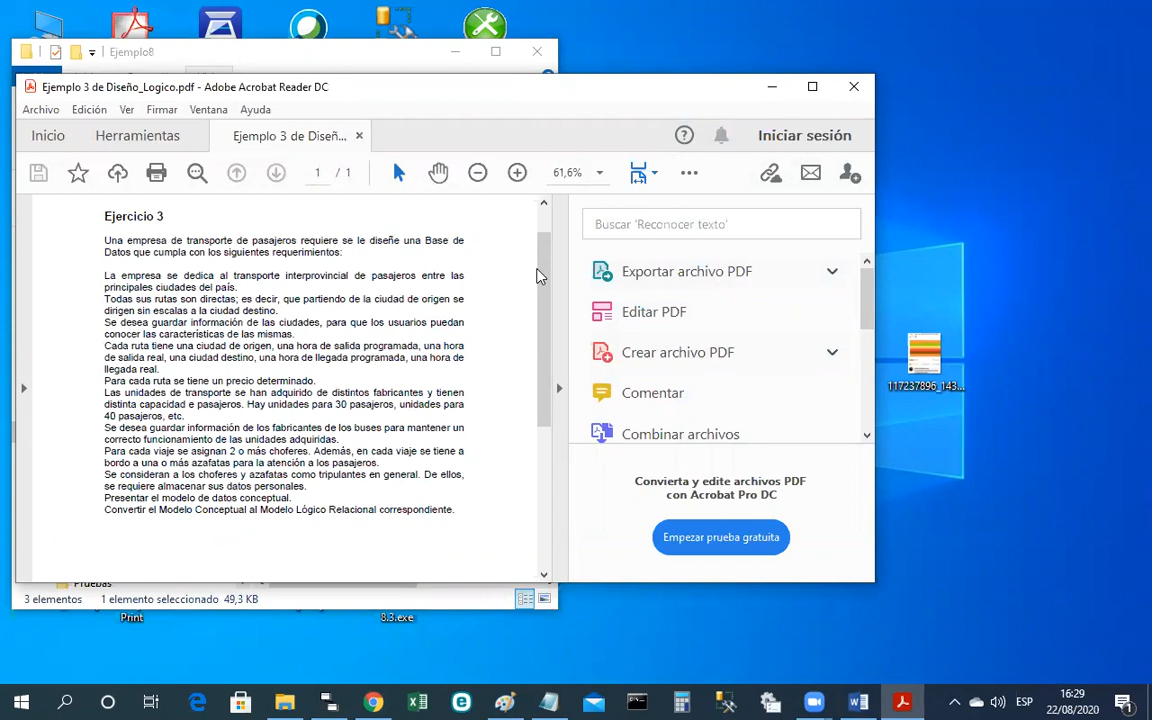 Ejemplo8
Ejemplo 3 de Diseño_Logico.pdf - Adobe Acrobat Reader DC
Archivo Edición Ver Firmar Ventana Ayuda
Inicio Herramientas Ejemplo 3 de Diseñ... Iniciar sesión
1 / 1 61,6%
Ejercicio 3
Una empresa de transporte de pasajeros requiere se le diseñe una Base de
Datos que cumpla con los siguientes requerimientos:
La empresa se dedica al transporte interprovincial de pasajeros entre las
principales ciudades del país.
Todas sus rutas son directas; es decir, que partiendo de la ciudad de origen se
dirigen sin escalas a la ciudad destino.
Se desea guardar información de las ciudades, para que los usuarios puedan
conocer las características de las mismas.
Cada ruta tiene una ciudad de origen, una hora de salida programada, una hora
de salida real, una ciudad destino, una hora de llegada programada, una hora de
llegada real.
Para cada ruta se tiene un precio determinado.
Las unidades de transporte se han adquirido de distintos fabricantes y tienen
distinta capacidad e pasajeros. Hay unidades para 30 pasajeros, unidades para
40 pasajeros, etc.
Se desea guardar información de los fabricantes de los buses para mantener un
correcto funcionamiento de las unidades adquiridas.
Para cada viaje se asignan 2 o más choferes. Además, en cada viaje se tiene a
bordo a una o más azafatas para la atención a los pasajeros.
Se consideran a los choferes y azafatas como tripulantes en general. De ellos,
se requiere almacenar sus datos personales.
Presentar el modelo de datos conceptual.
Convertir el Modelo Conceptual al Modelo Lógico Relacional correspondiente.
Buscar 'Reconocer texto'
Exportar archivo PDF
Editar PDF
Crear archivo PDF
Comentar
Combinar archivos
Convierta y edite archivos PDF
con Acrobat Pro DC
Empezar prueba gratuita
117237896_143...
Pruebas
3 elementos 1 elemento seleccionado 49,3 KB
Print 8.3.exe
ESP
16:29
22/08/2020
1